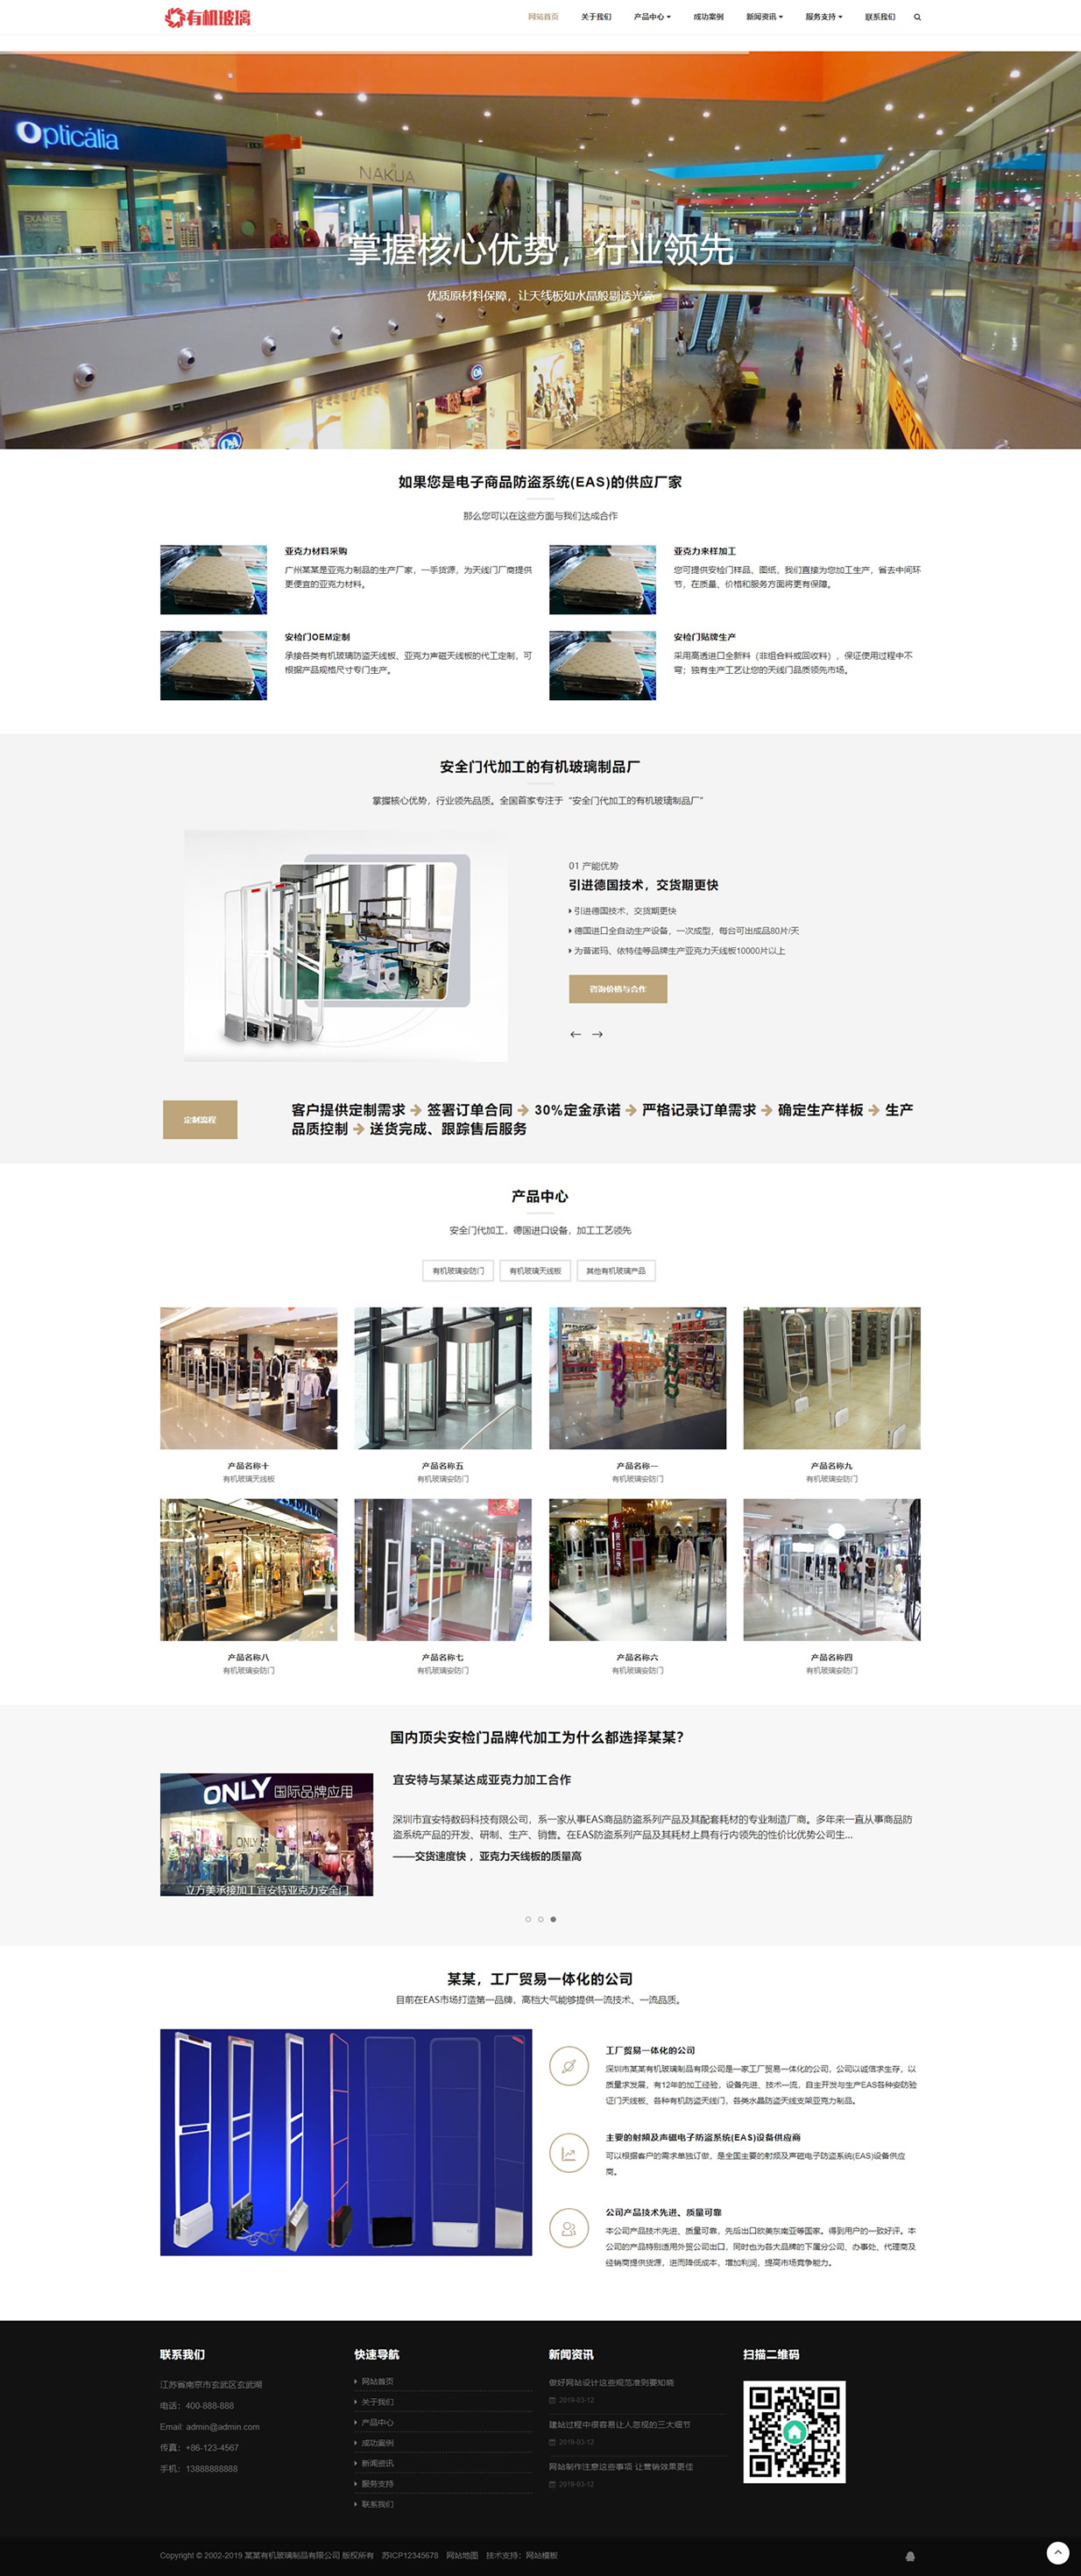 有机玻璃
网站首页 关于我们 产品中心 成功案例 新闻资讯 服务支持 联系我们
Opticália
NAKUA
EXAMES
掌握核心优势，行业领先
优质原材料保障，让天线板如水晶般剔透光亮
如果您是电子商品防盗系统(EAS)的供应厂家
那么您可以在这些方面与我们达成合作
亚克力材料采购
广州某某是亚克力制品的生产厂家，一手货源，为天线门厂商提供
更便宜的亚克力材料。
亚克力来样加工
您可提供安检门样品、图纸，我们直接为您加工生产，省去中间环
节，在质量、价格和服务方面将更有保障。
安检门OEM定制
承接各类有机玻璃防盗天线板、亚克力声磁天线板的代工定制，可
根据产品规格尺寸专门生产。
安检门贴牌生产
采用高透进口全新料（非组合料或回收料），保证使用过程中不
弯；独有生产工艺让您的天线门品质领先市场。
安全门代加工的有机玻璃制品厂
掌握核心优势，行业领先品质。全国首家专注于“安全门代加工的有机玻璃制品厂”
01 产能优势
引进德国技术，交货期更快
引进德国技术，交货期更快
德国进口全自动生产设备，一次成型，每台可出成品80片/天
为普诺玛、依特佳等品牌生产亚克力天线板10000片以上
咨询价格与合作
定制流程
客户提供定制需求 → 签署订单合同 → 30%定金承诺 → 严格记录订单需求 → 确定生产样板 → 生产
品质控制 → 送货完成、跟踪售后服务
产品中心
安全门代加工，德国进口设备，加工工艺领先
有机玻璃安防门 有机玻璃天线板 其他有机玻璃产品
产品名称十 产品名称五 产品名称一 产品名称九
有机玻璃天线板 有机玻璃安防门 有机玻璃安防门 有机玻璃安防门
产品名称八 产品名称七 产品名称六 产品名称四
有机玻璃安防门 有机玻璃安防门 有机玻璃安防门 有机玻璃安防门
国内顶尖安检门品牌代加工为什么都选择某某？
ONLY 国际品牌应用
ONLY
立方美承接加工宜安特亚克力安全门
宜安特与某某达成亚克力加工合作
深圳市宜安特数码科技有限公司，系一家从事EAS商品防盗系列产品及其配套耗材的专业制造厂商。多年来一直从事商品防
盗系统产品的开发、研制、生产、销售。在EAS防盗系列产品及其耗材上具有行内领先的性价比优势公司生...
——交货速度快 ，亚克力天线板的质量高
某某，工厂贸易一体化的公司
目前在EAS市场打造第一品牌，高档大气能够提供一流技术、一流品质。
工厂贸易一体化的公司
深圳市某某有机玻璃制品有限公司是一家工厂贸易一体化的公司，公司以诚信求生存，以
质量求发展，有12年的加工经验，设备先进、技术一流，自主开发与生产EAS各种安防验
证门天线板、各种有机防盗天线门，各类水晶防盗天线支架亚克力制品。
主要的射频及声磁电子防盗系统(EAS)设备供应商
可以根据客户的需求单独订做，是全国主要的射频及声磁电子防盗系统(EAS)设备供应
商。
公司产品技术先进、质量可靠
本公司产品技术先进、质量可靠，先后出口欧美东南亚等国家。得到用户的一致好评。本
公司的产品特别适用外贸公司出口，同时也为各大品牌的下属分公司、办事处、代理商及
经销商提供货源，进而降低成本，增加利润，提高市场竞争能力。
联系我们
江苏省南京市玄武区玄武湖
电话：400-888-888
Email: admin@admin.com
传真：+86-123-4567
手机：13888888888
快速导航
网站首页
关于我们
产品中心
成功案例
新闻资讯
服务支持
联系我们
新闻资讯
做好网站设计这些规范准则要知晓
2019-03-12
建站过程中很容易让人忽视的三大细节
2019-03-12
网站制作注意这些事项 让营销效果更佳
2019-03-12
扫描二维码
Copyright © 2002-2019 某某有机玻璃制品有限公司 版权所有 苏ICP12345678 网站地图 技术支持：网站模板